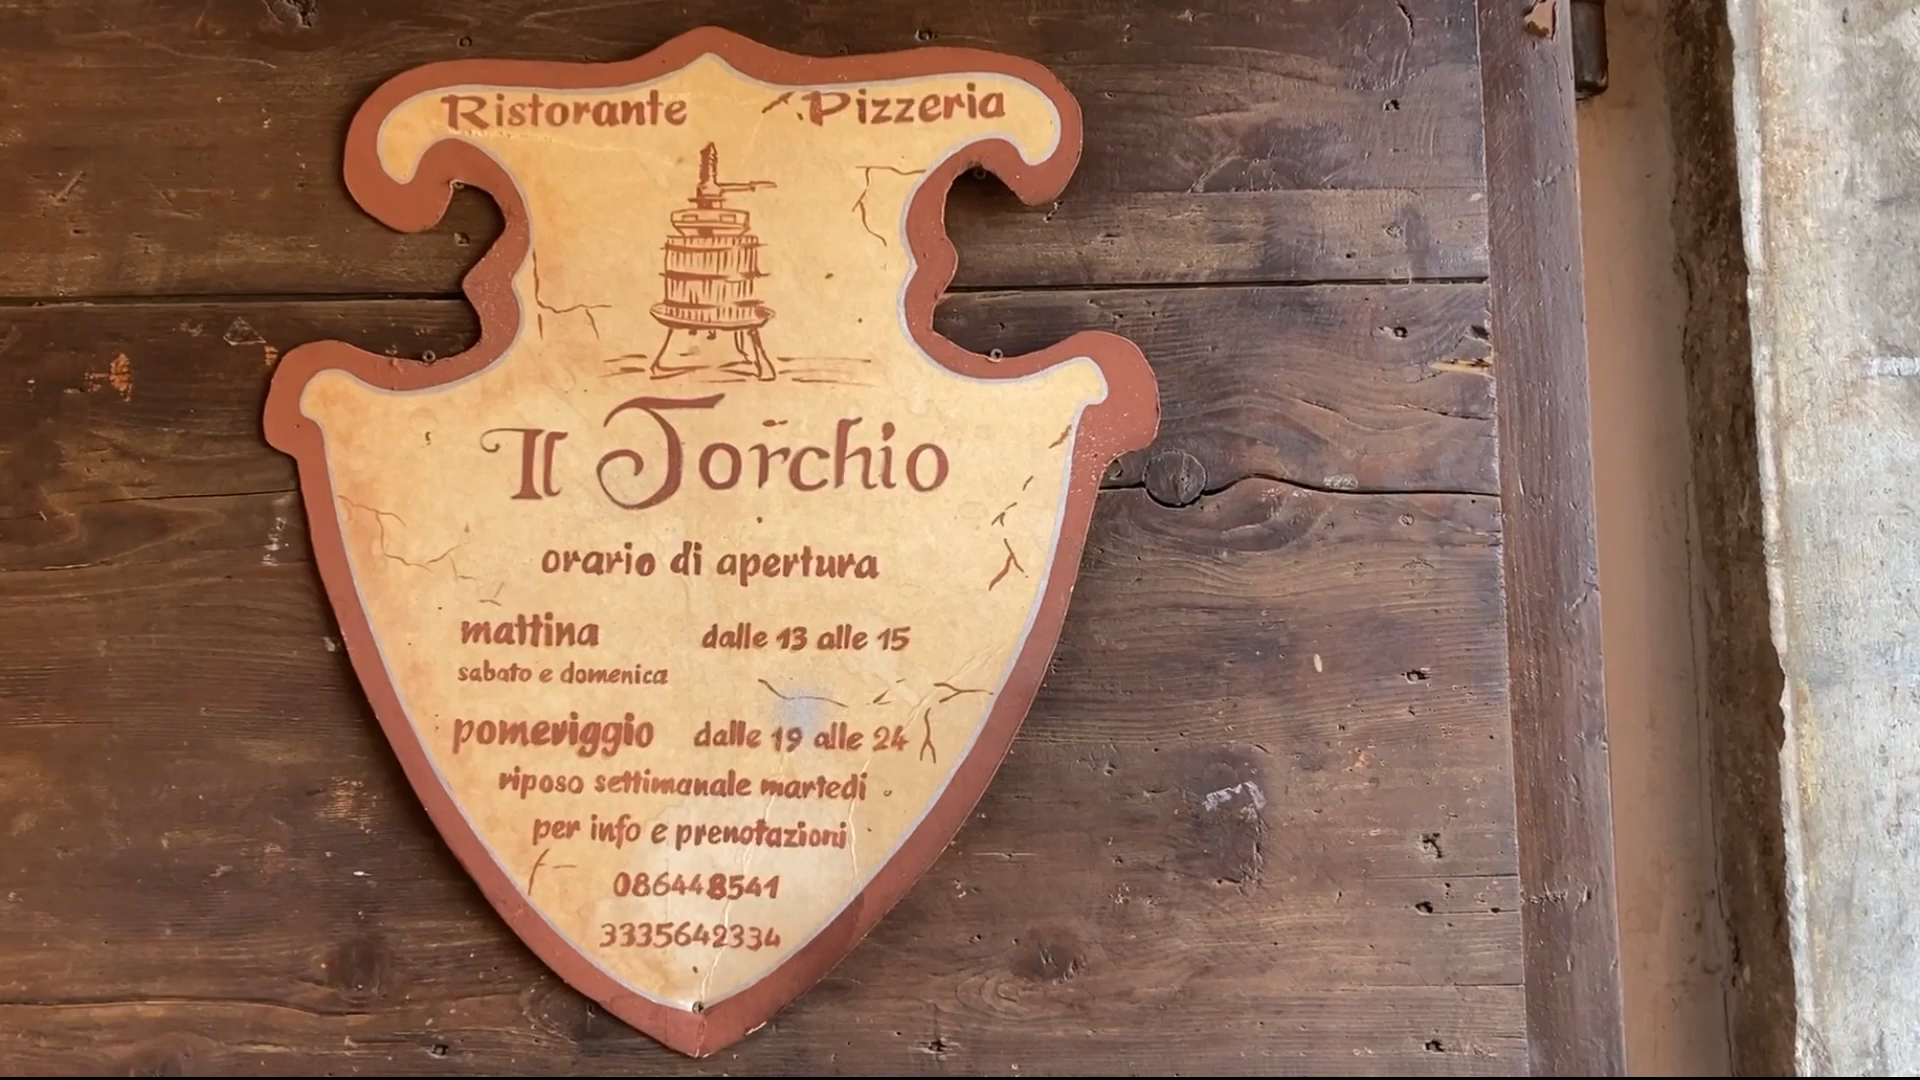 Ristorante Pizzeria
Il Torchio
orario di apertura
mattina dalle 13 alle 15
sabato e domenica
pomeriggio dalle 19 alle 24
riposo settimanale martedi
per info e prenotazioni
086448541
3335642334